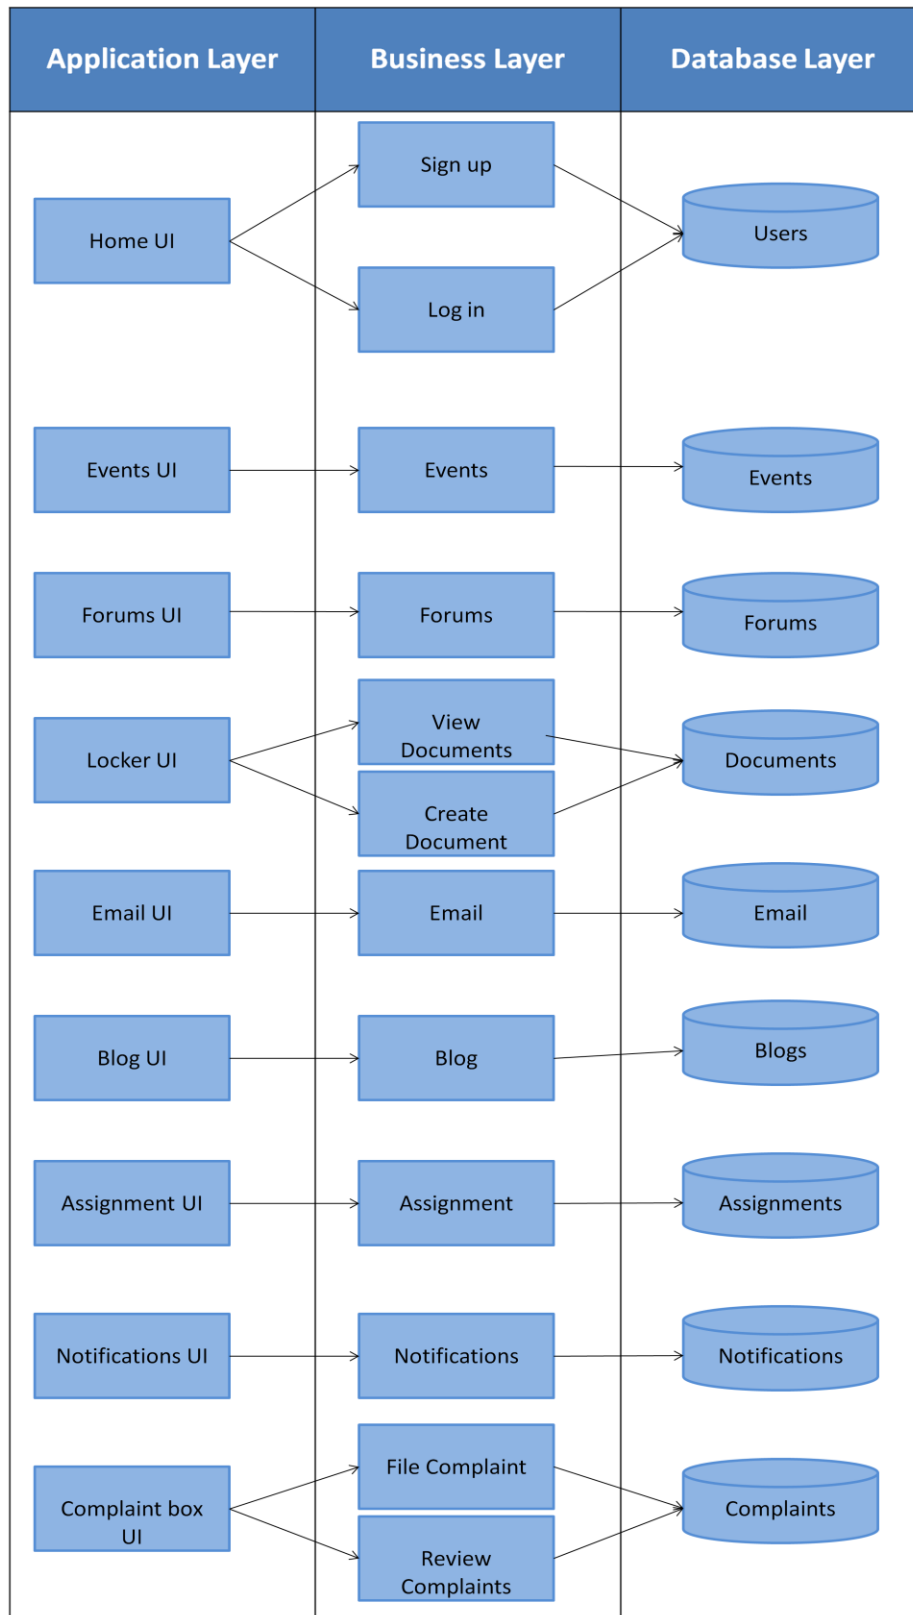 Application Layer
Business Layer
Database Layer
Sign up
Home UI
Users
Log in
Events UI
Events
Events
Forums UI
Forums
Forums
View
Documents
Locker UI
Documents
Create
Document
Email UI
Email
Email
Blog UI
Blog
Blogs
Assignment UI
Assignment
Assignments
Notifications UI
Notifications
Notifications
File Complaint
Complaint box
UI
Complaints
Review
Complaints